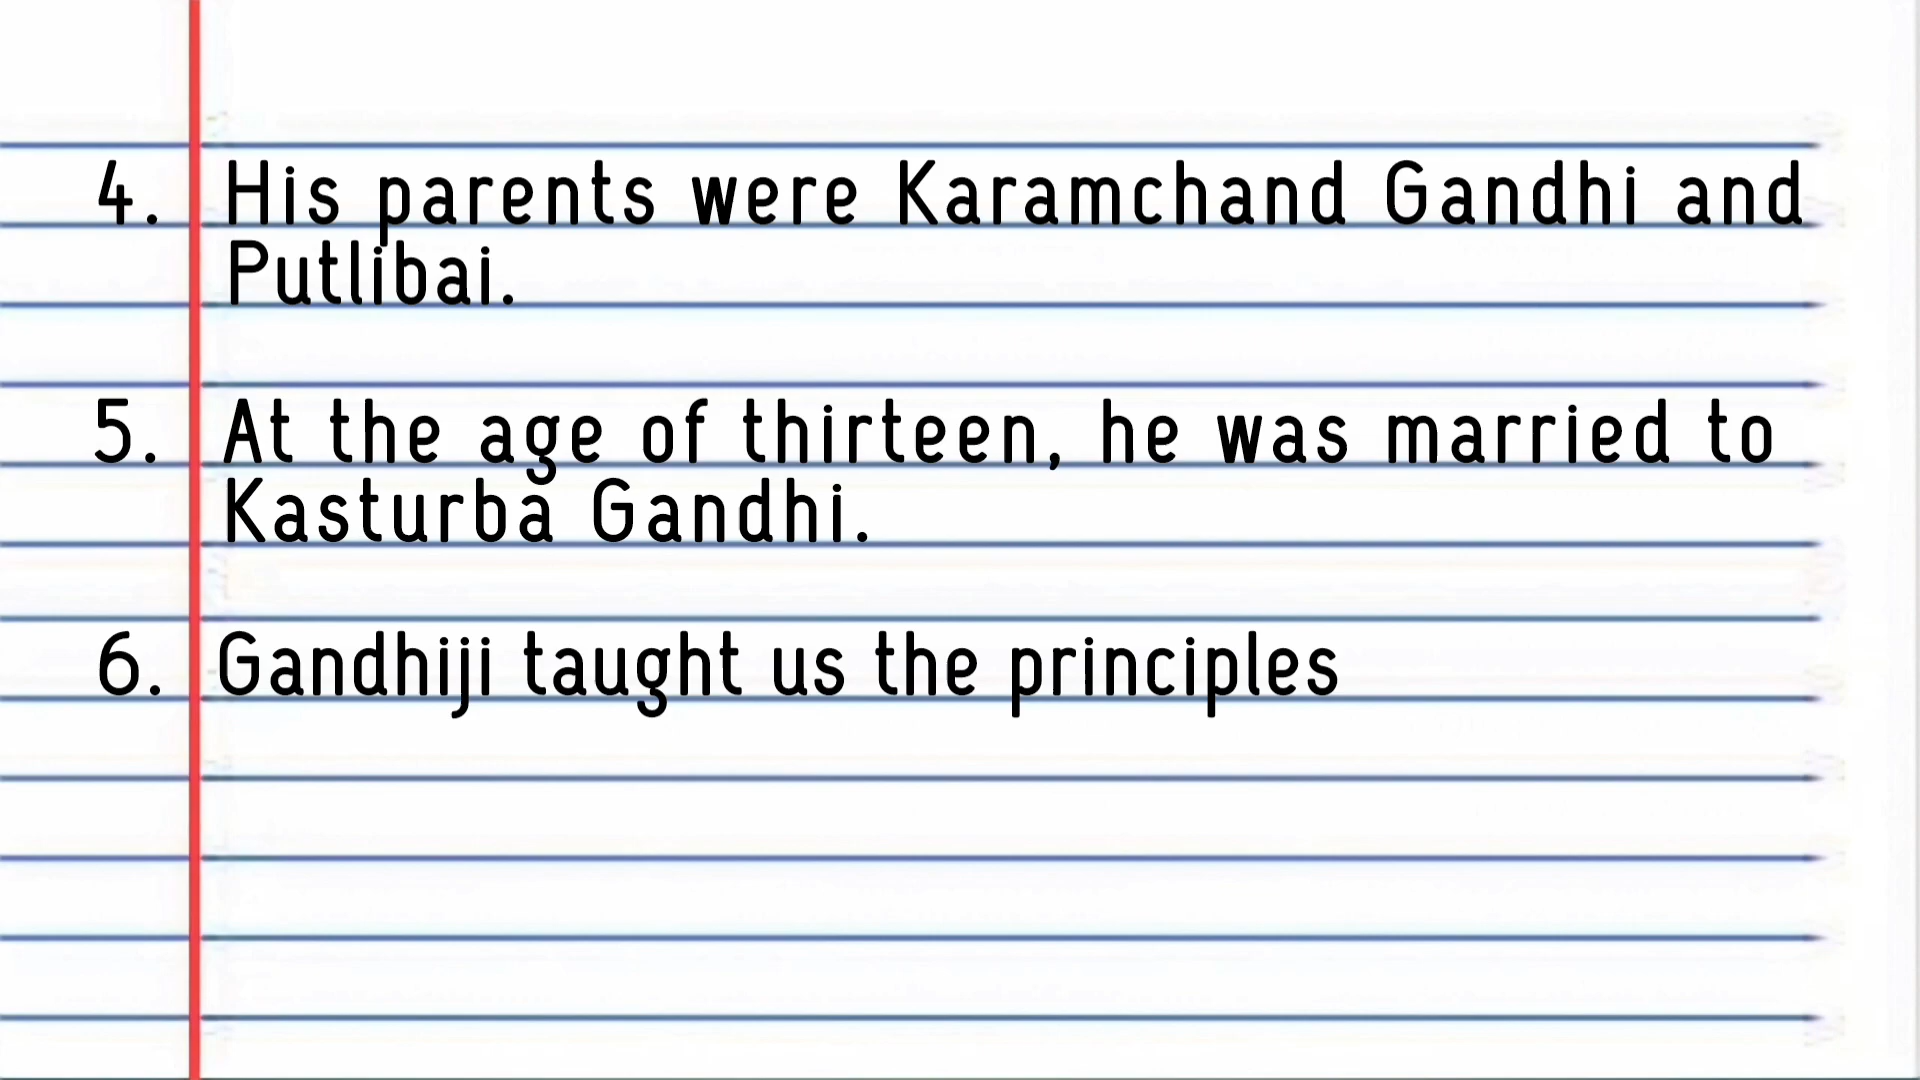 4. His parents were Karamchand Gandhi and
Putlibai.
5. At the age of thirteen, he was married to
Kasturba Gandhi.
6. Gandhiji taught us the principles